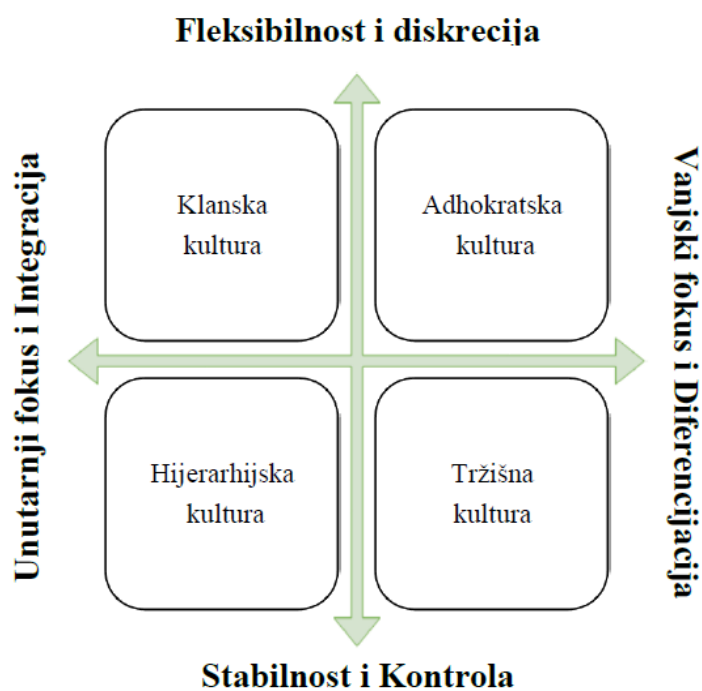 Fleksibilnost i diskrecija
Unutarnji fokus i Integracija
Klanska
kultura
Adhokratska
kultura
Vanjski fokus i Diferencijacija
Hijerarhijska
kultura
Tržišna
kultura
Stabilnost i Kontrola